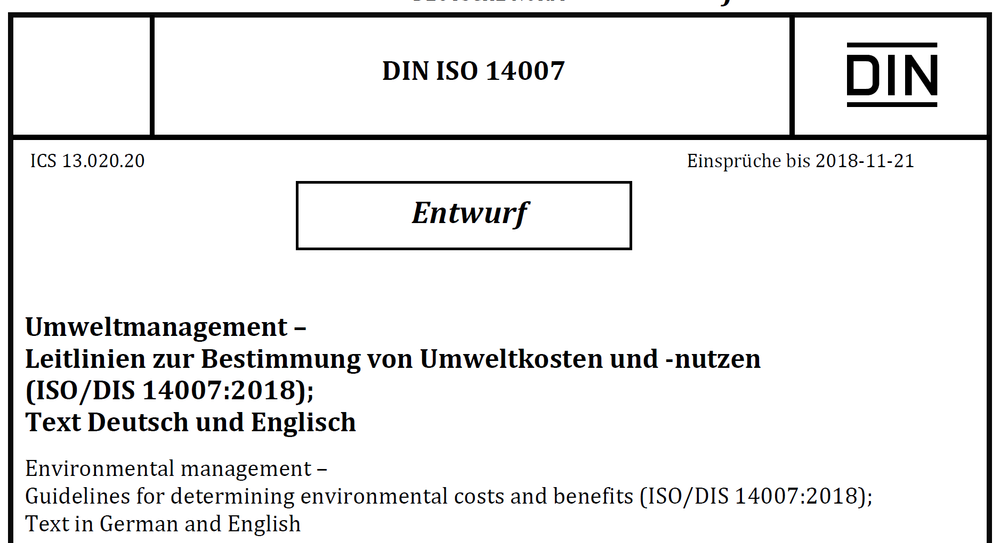 DIN ISO 14007
DIN
ICS 13.020.20
Einsprüche bis 2018-11-21
Entwurf
Umweltmanagement –
Leitlinien zur Bestimmung von Umweltkosten und -nutzen
(ISO/DIS 14007:2018);
Text Deutsch und Englisch
Environmental management –
Guidelines for determining environmental costs and benefits (ISO/DIS 14007:2018);
Text in German and English